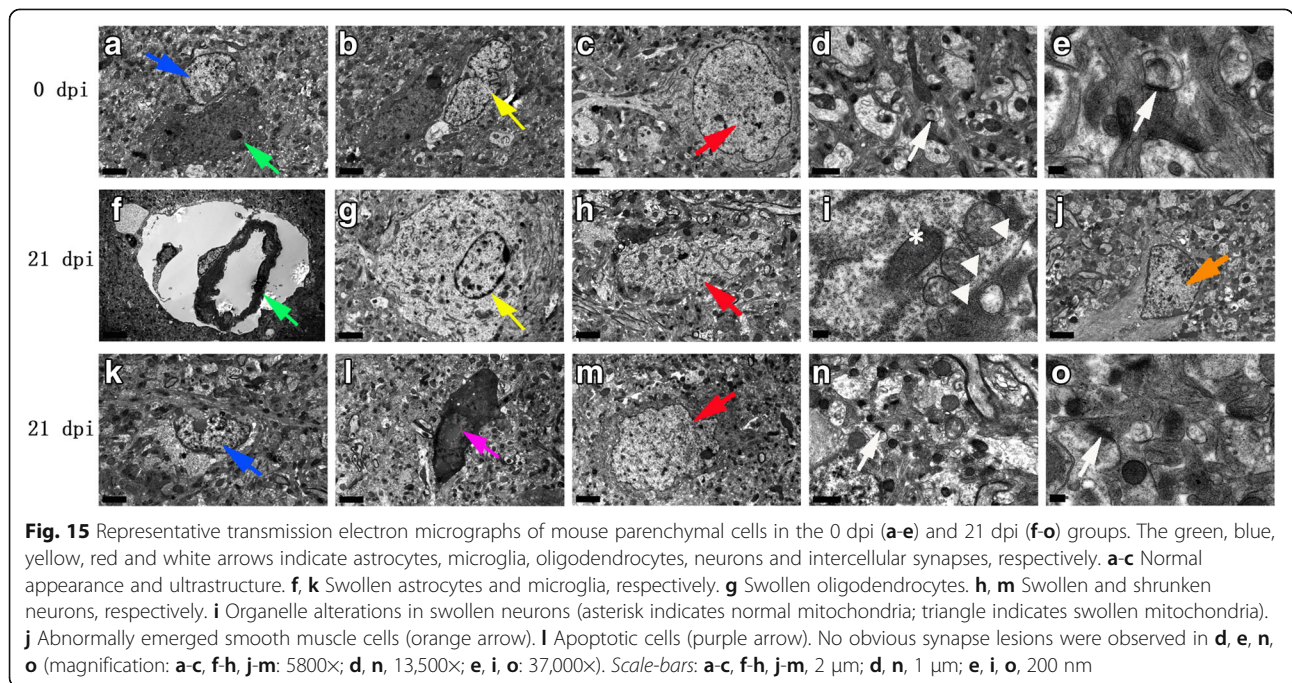 a b c d e
0 dpi
f g h i j
*
21 dpi
k l m n o
21 dpi
Fig. 15 Representative transmission electron micrographs of mouse parenchymal cells in the 0 dpi (a-e) and 21 dpi (f-o) groups. The green, blue,
yellow, red and white arrows indicate astrocytes, microglia, oligodendrocytes, neurons and intercellular synapses, respectively. a-c Normal
appearance and ultrastructure. f, k Swollen astrocytes and microglia, respectively. g Swollen oligodendrocytes. h, m Swollen and shrunken
neurons, respectively. i Organelle alterations in swollen neurons (asterisk indicates normal mitochondria; triangle indicates swollen mitochondria).
j Abnormally emerged smooth muscle cells (orange arrow). l Apoptotic cells (purple arrow). No obvious synapse lesions were observed in d, e, n,
o (magnification: a-c, f-h, j-m: 5800×; d, n, 13,500×; e, i, o: 37,000×). Scale-bars: a-c, f-h, j-m, 2 μm; d, n, 1 μm; e, i, o, 200 nm